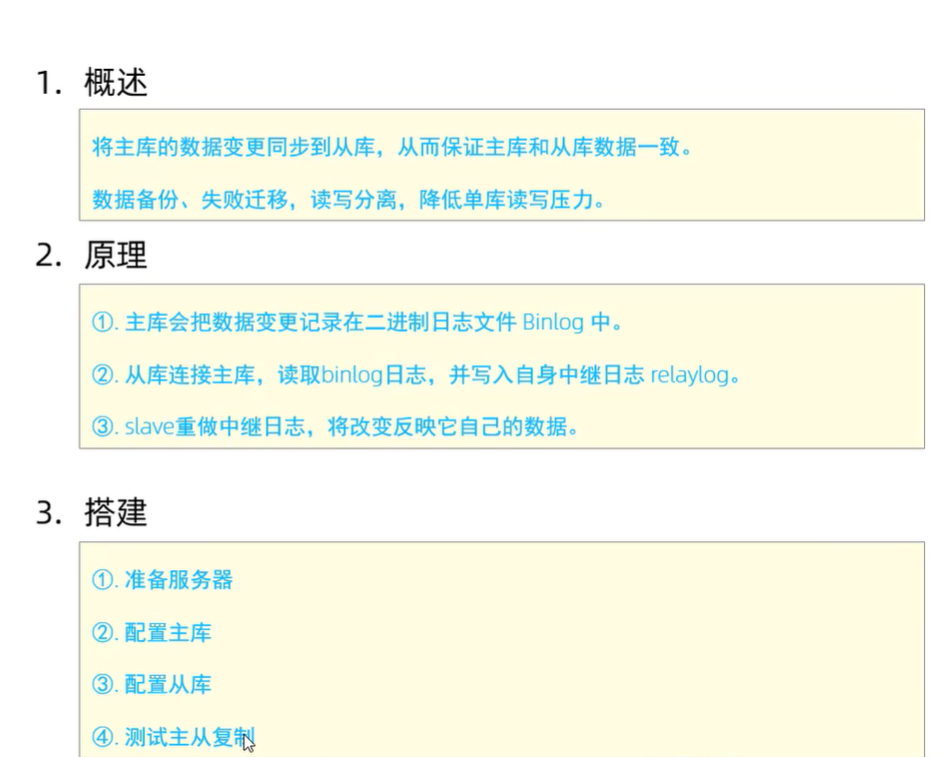 1. 概述
将主库的数据变更同步到从库，从而保证主库和从库数据一致。
数据备份、失败迁移，读写分离，降低单库读写压力。
2. 原理
①. 主库会把数据变更记录在二进制日志文件 Binlog 中。
②. 从库连接主库，读取binlog日志，并写入自身中继日志 relaylog。
③. slave重做中继日志，将改变反映它自己的数据。
3. 搭建
①. 准备服务器
②. 配置主库
③. 配置从库
④. 测试主从复制